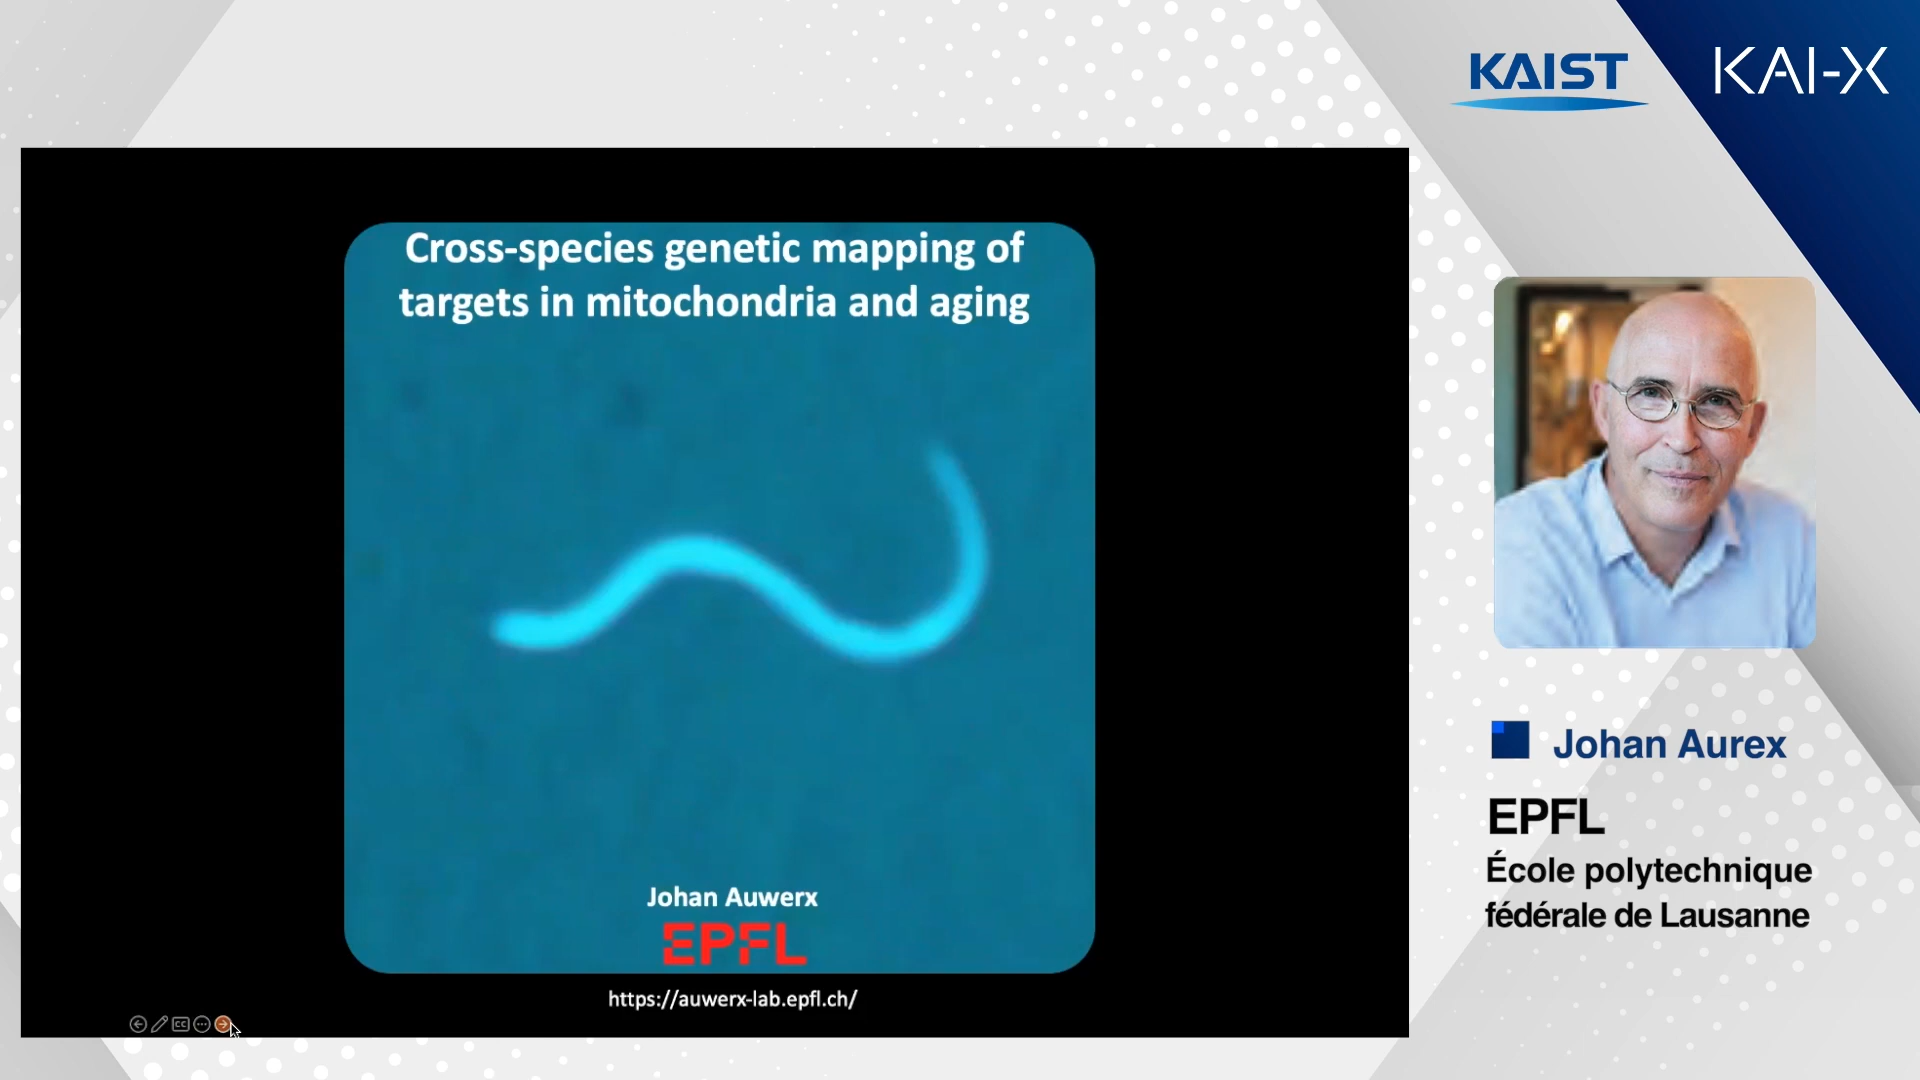 KAIST
KAI-X
Cross-species genetic mapping of
targets in mitochondria and aging
Johan Auwerx
EPFL
https://auwerx-lab.epfl.ch/
CC
Johan Aurex
EPFL
École polytechnique
fédérale de Lausanne